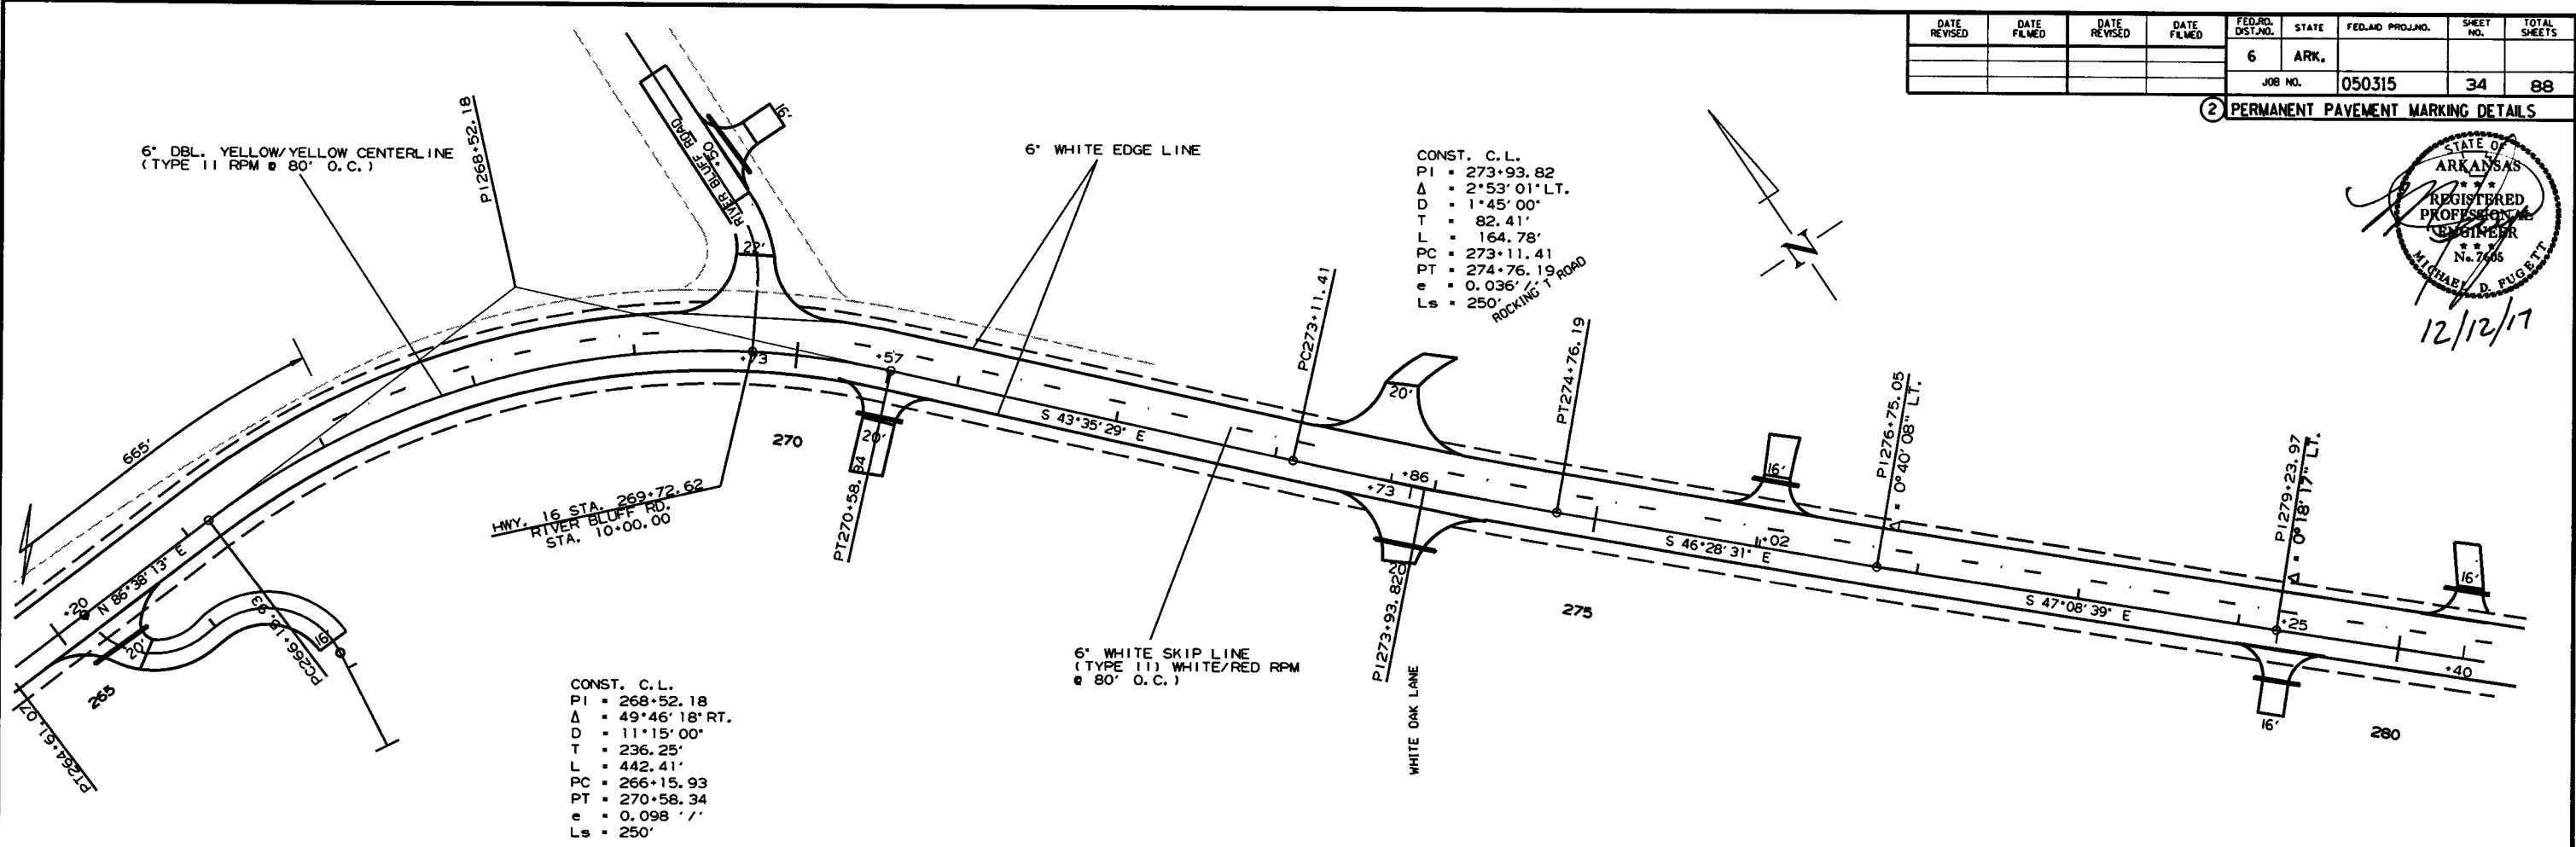 DATE REVISED
DATE FILMED
DATE REVISED
DATE FILMED
FED.RD. DIST.NO.
STATE
FED.AID PROJ.NO.
SHEET NO.
TOTAL SHEETS
6
ARK.
JOB NO.
050315
34
88
2 PERMANENT PAVEMENT MARKING DETAILS
STATE OF
ARKANSAS
★ ★ ★
REGISTERED
PROFESSIONAL
ENGINEER
★ ★ ★
MICHAEL D. FUGETT
12/12/17
6" DBL. YELLOW/YELLOW CENTERLINE
(TYPE II RPM @ 80' O.C.)
PI268+52.18
RIVER BLUFF ROAD
+50
16'
22'
6" WHITE EDGE LINE
CONST. C.L.
PI = 273+93.82
Δ = 2°53'01" LT.
D = 1°45'00"
T = 82.41'
L = 164.78'
PC = 273+11.41
PT = 274+76.19
e = 0.036'/'
Ls = 250'
ROCKING T ROAD
N
665'
+73
+57
20'
270
S 43°35'29" E
PC273+11.41
20'
PT274+76.19
+86
+73
16'
PI276+75.05
Δ = 0°40'08" LT.
PI279+23.97
Δ = 0°18'17" LT.
16'
HWY. 16 STA. 269+72.62
RIVER BLUFF RD.
STA. 10+00.00
PT270+58.34
+20
N 86°38'13" E
20'
16'
PC266+15.93
265
PT264+61.07
20'
PI273+93.82
WHITE OAK LANE
S 46°28'31" E
+02
275
S 47°08'39" E
+25
+40
16'
280
6" WHITE SKIP LINE
(TYPE II) WHITE/RED RPM
@ 80' O.C.)
CONST. C.L.
PI = 268+52.18
Δ = 49°46'18" RT.
D = 11°15'00"
T = 236.25'
L = 442.41'
PC = 266+15.93
PT = 270+58.34
e = 0.098 '/'
Ls = 250'